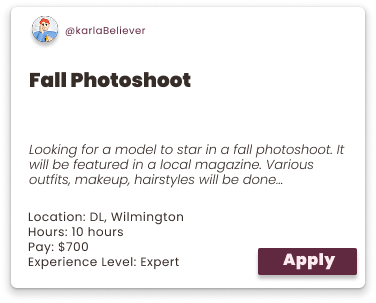 @karlaBeliever
Fall Photoshoot
Looking for a model to star in a fall photoshoot. It
will be featured in a local magazine. Various
outfits, makeup, hairstyles will be done...
Location: DL, Wilmington
Hours: 10 hours
Pay: $700
Experience Level: Expert
Apply